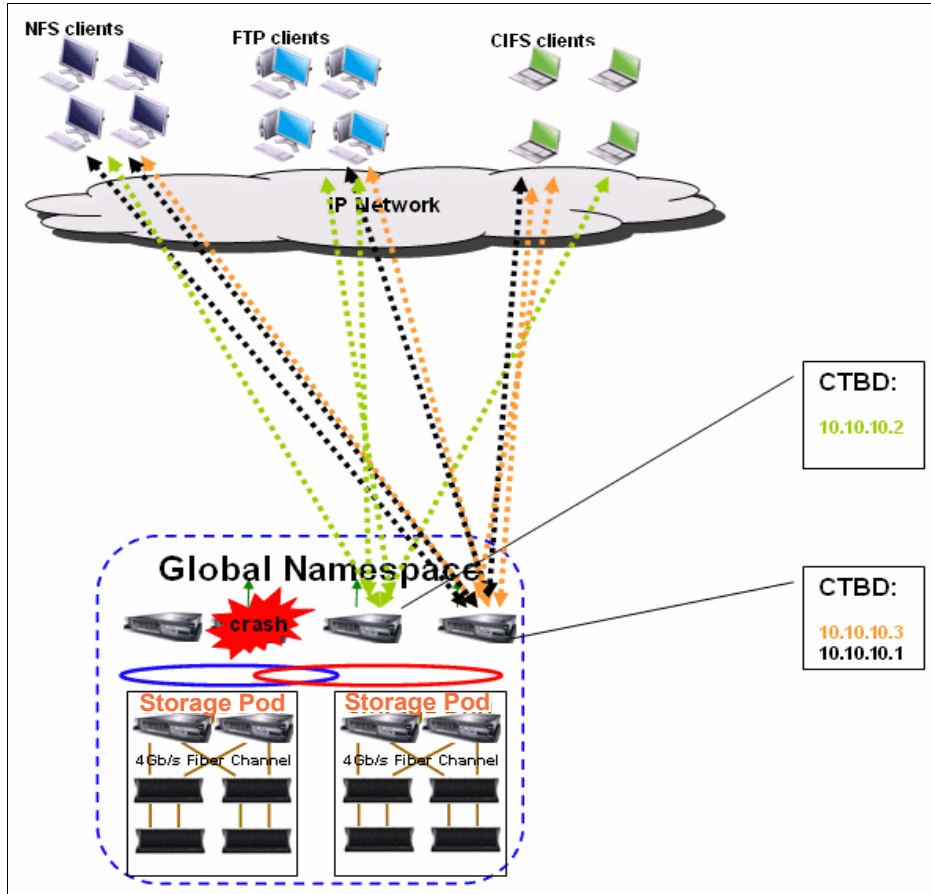 NFS clients
FTP clients
CIFS clients
IP Network
CTBD:
10.10.10.2
Global Namespace
crash
CTBD:
10.10.10.3
10.10.10.1
Storage Pod
Storage Pod
4Gb/s Fiber Channel
4Gb/s Fiber Channel